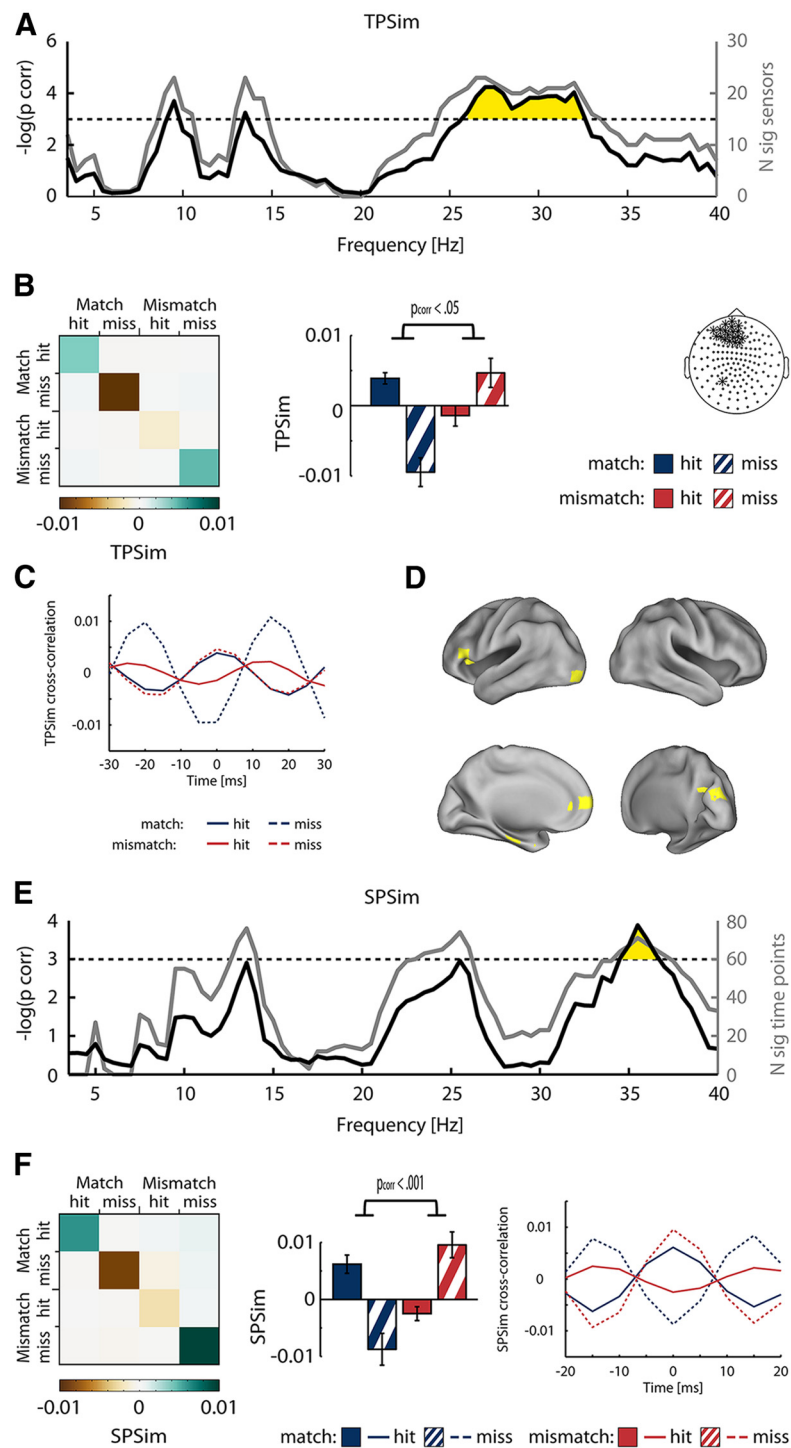 A
TPSim
6
4
2
0
-log(p corr)
30
20
10
0
N sig sensors
5 10 15 20 25 30 35 40
Frequency [Hz]
B
Match Mismatch
hit miss hit miss
Match
hit
miss
Mismatch
hit
miss
-0.01 0 0.01
TPSim
pcorr < .05
0.01
0
-0.01
TPSim
match: hit miss
mismatch: hit miss
C
0.01
0
-0.01
TPSim cross-correlation
-30 -20 -10 0 10 20 30
Time [ms]
match: hit miss
mismatch: hit miss
D
E
SPSim
4
3
2
1
0
-log(p corr)
80
60
40
20
0
N sig time points
5 10 15 20 25 30 35 40
Frequency [Hz]
F
Match Mismatch
hit miss hit miss
Match
hit
miss
Mismatch
hit
miss
-0.01 0 0.01
SPSim
pcorr < .001
0.01
0
-0.01
SPSim
0.01
0
-0.01
SPSim cross-correlation
-20 -10 0 10 20
Time [ms]
match: hit miss mismatch: hit miss